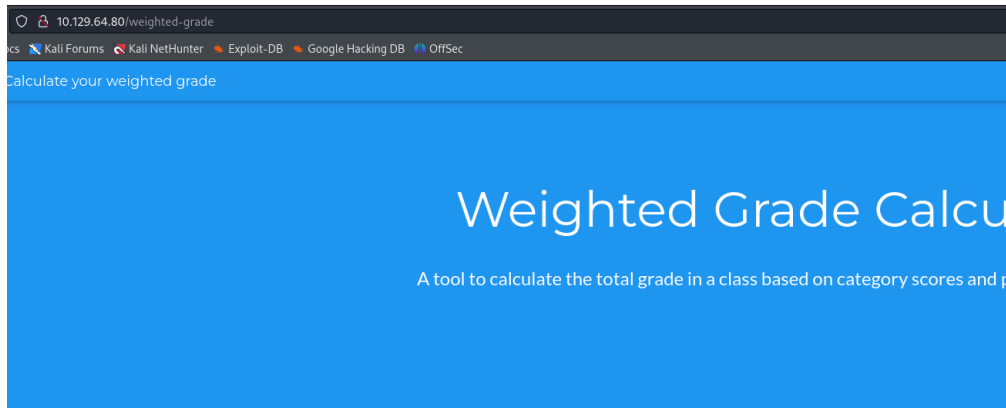 10.129.64.80/weighted-grade
ocs Kali Forums Kali NetHunter Exploit-DB Google Hacking DB OffSec
Calculate your weighted grade
Weighted Grade Calcu
A tool to calculate the total grade in a class based on category scores and p